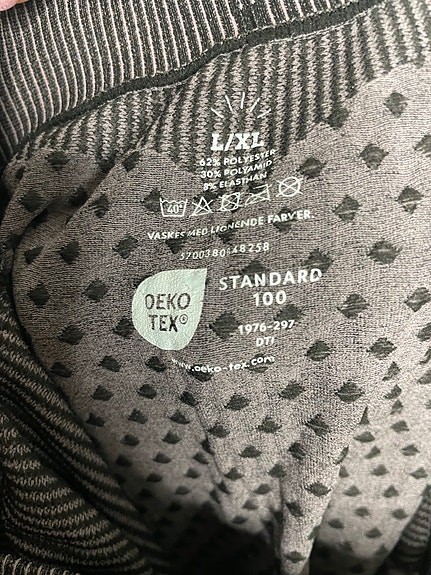 L/XL
62% POLYESTER
30% POLYAMID
8% ELASTHAN
40°
VASKES MED LIGNENDE FARVER.
OEKO
TEX®
STANDARD
100
1976-297
DTI
www.oeko-tex.com